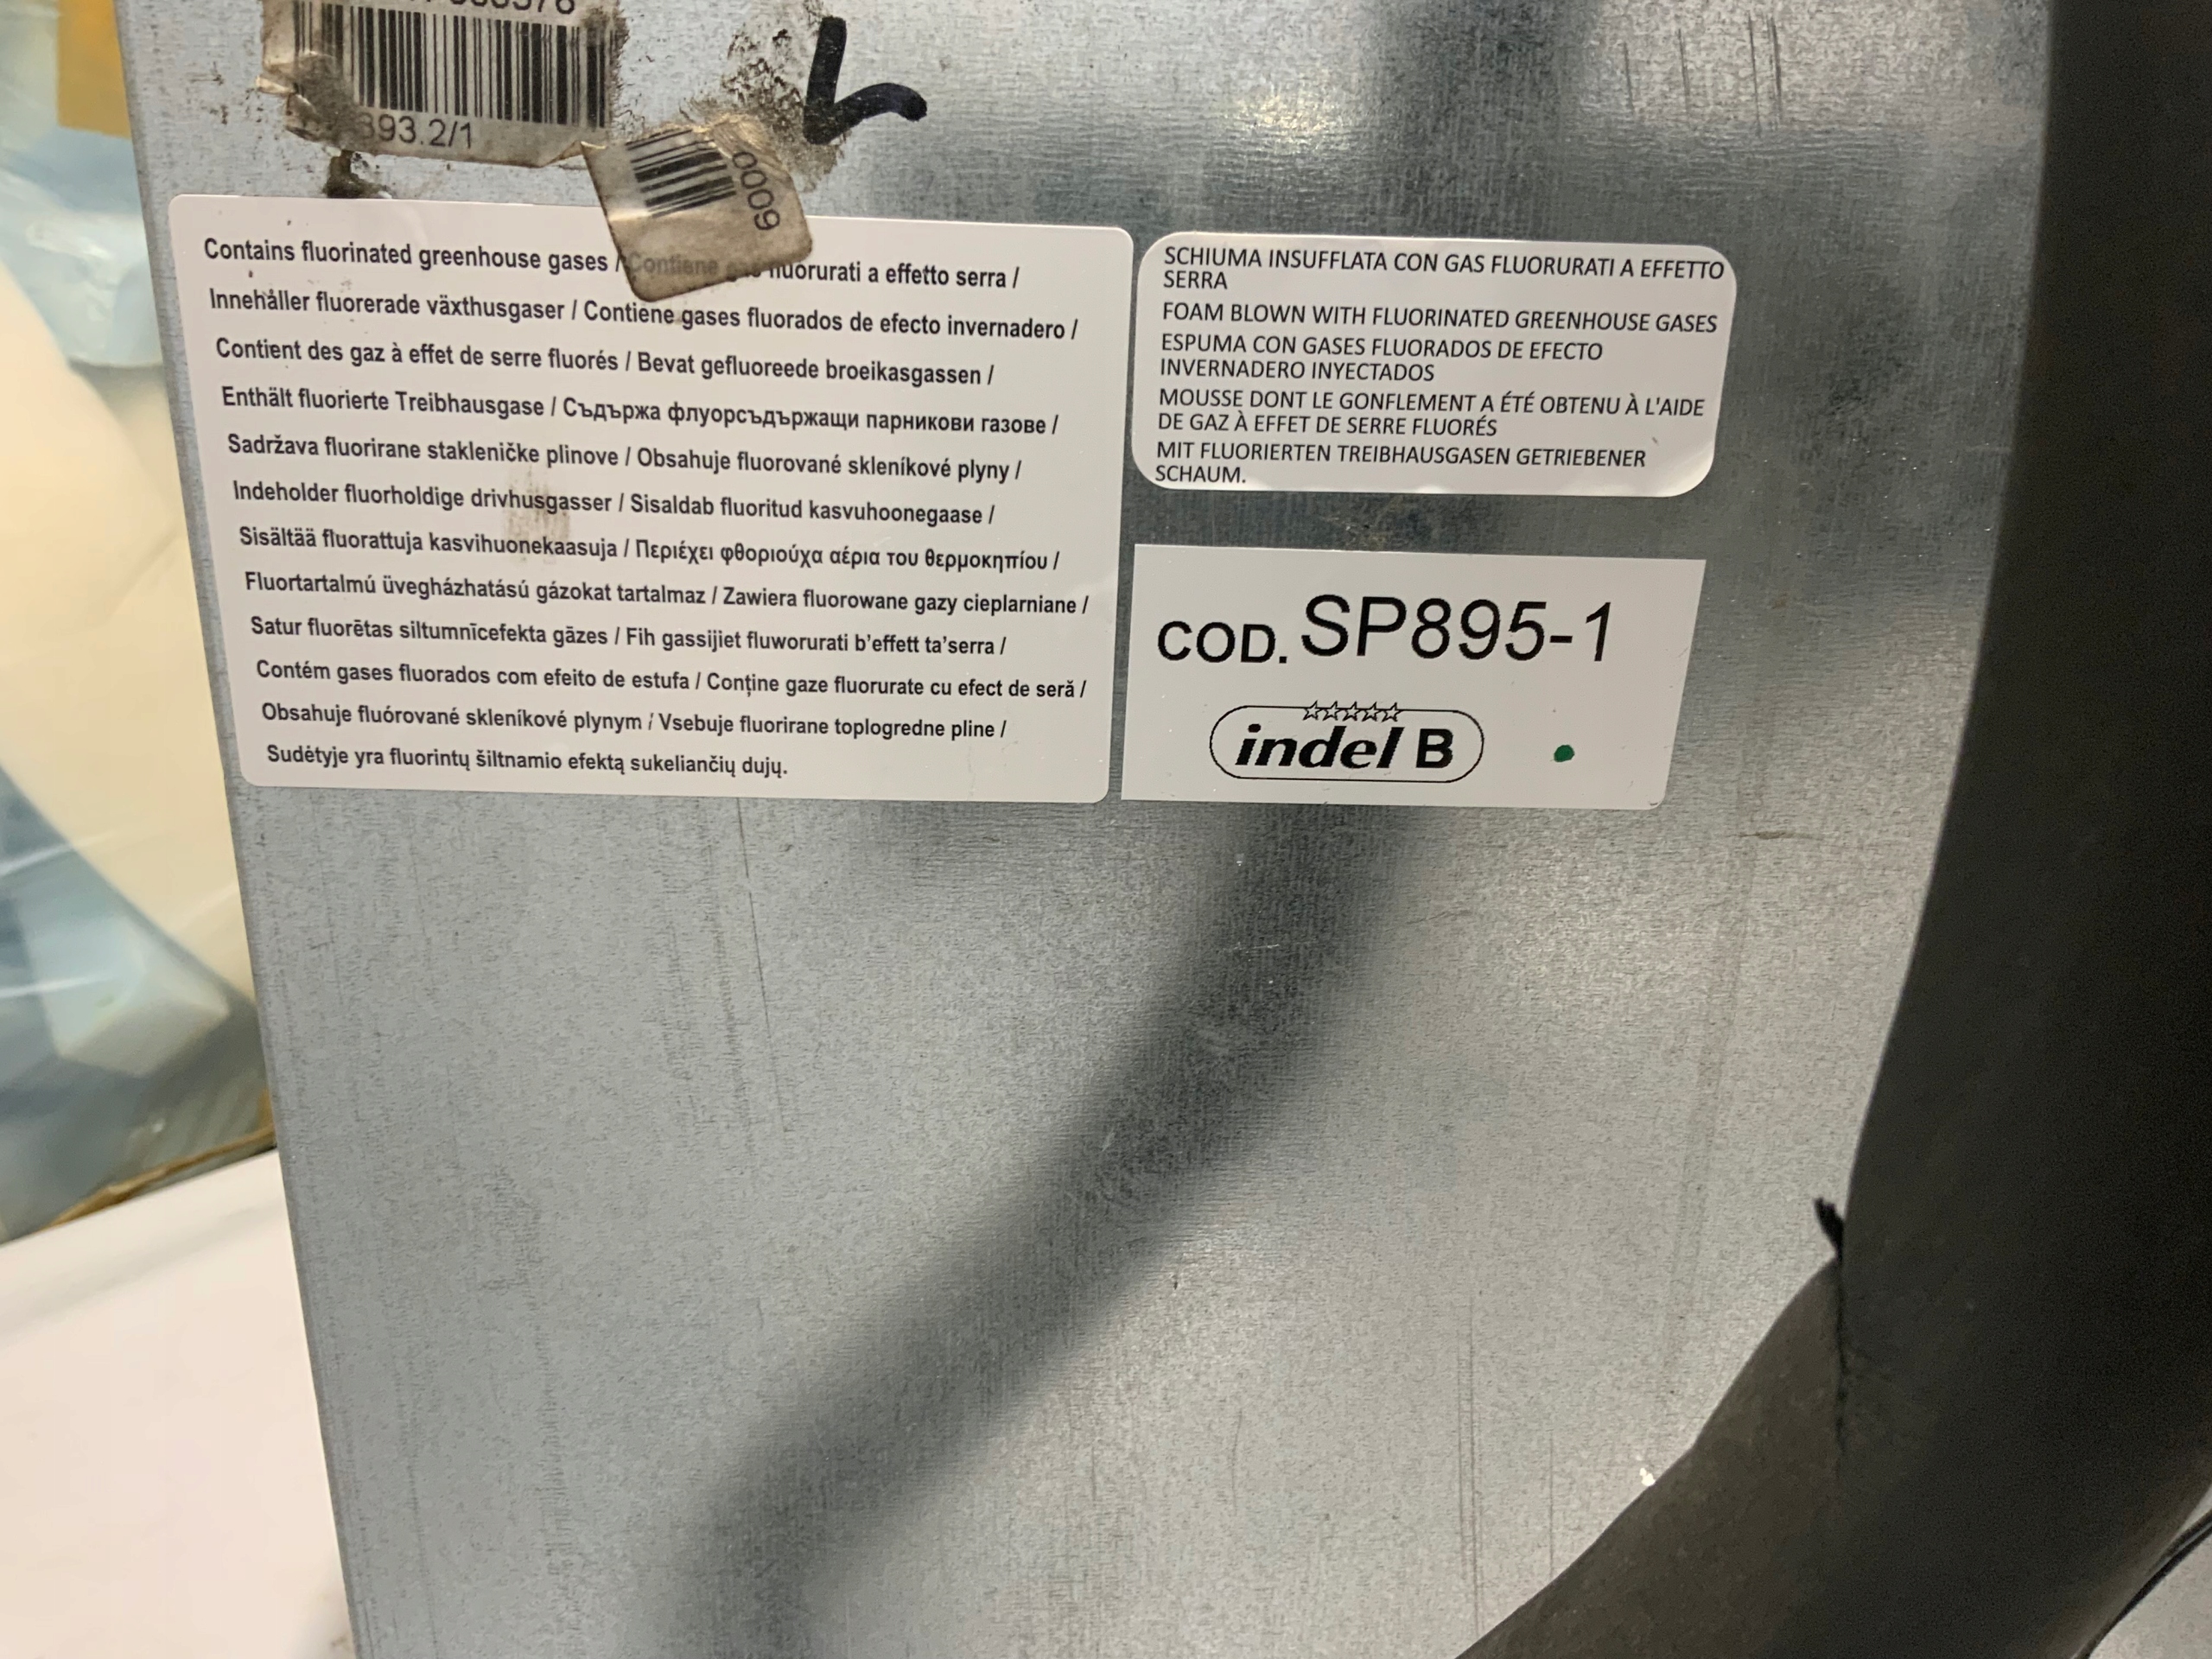 893.2/1
60000
Contains fluorinated greenhouse gases / Contiene gas fluorurati a effetto serra /
Innehåller fluorerade växthusgaser / Contiene gases fluorados de efecto invernadero /
Contient des gaz à effet de serre fluorés / Bevat gefluoreede broeikasgassen /
Enthält fluorierte Treibhausgase / Съдържа флуорсъдържащи парникови газове /
Sadržava fluorirane stakleničke plinove / Obsahuje fluorované skleníkové plyny /
Indeholder fluorholdige drivhusgasser / Sisaldab fluoritud kasvuhoonegaase /
Sisältää fluorattuja kasvihuonekaasuja / Περιέχει φθοριούχα αέρια του θερμοκηπίου /
Fluortartalmú üvegházhatású gázokat tartalmaz / Zawiera fluorowane gazy cieplarniane /
Satur fluorētas siltumnīcefekta gāzes / Fih gassijiet fluworurati b’effett ta’serra /
Contém gases fluorados com efeito de estufa / Conține gaze fluorurate cu efect de seră /
Obsahuje fluórované skleníkové plynym / Vsebuje fluorirane toplogredne pline /
Sudėtyje yra fluorintų šiltnamio efektą sukeliančių dujų.
SCHIUMA INSUFFLATA CON GAS FLUORURATI A EFFETTO
SERRA
FOAM BLOWN WITH FLUORINATED GREENHOUSE GASES
ESPUMA CON GASES FLUORADOS DE EFECTO
INVERNADERO INYECTADOS
MOUSSE DONT LE GONFLEMENT A ÉTÉ OBTENU À L'AIDE
DE GAZ À EFFET DE SERRE FLUORÉS
MIT FLUORIERTEN TREIBHAUSGASEN GETRIEBENER
SCHAUM.
COD. SP895-1
indel B